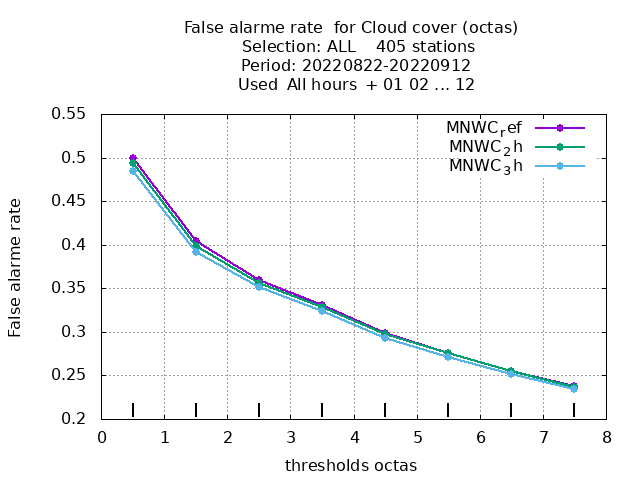 False alarme rate  for Cloud cover (octas)
Selection: ALL    405 stations
Period: 20220822-20220912
Used  All hours  + 01 02 ... 12
MNWC_ref
MNWC_2h
MNWC_3h
0.55
0.5
0.45
0.4
0.35
0.3
0.25
0.2
False alarme rate
0 1 2 3 4 5 6 7 8
thresholds octas